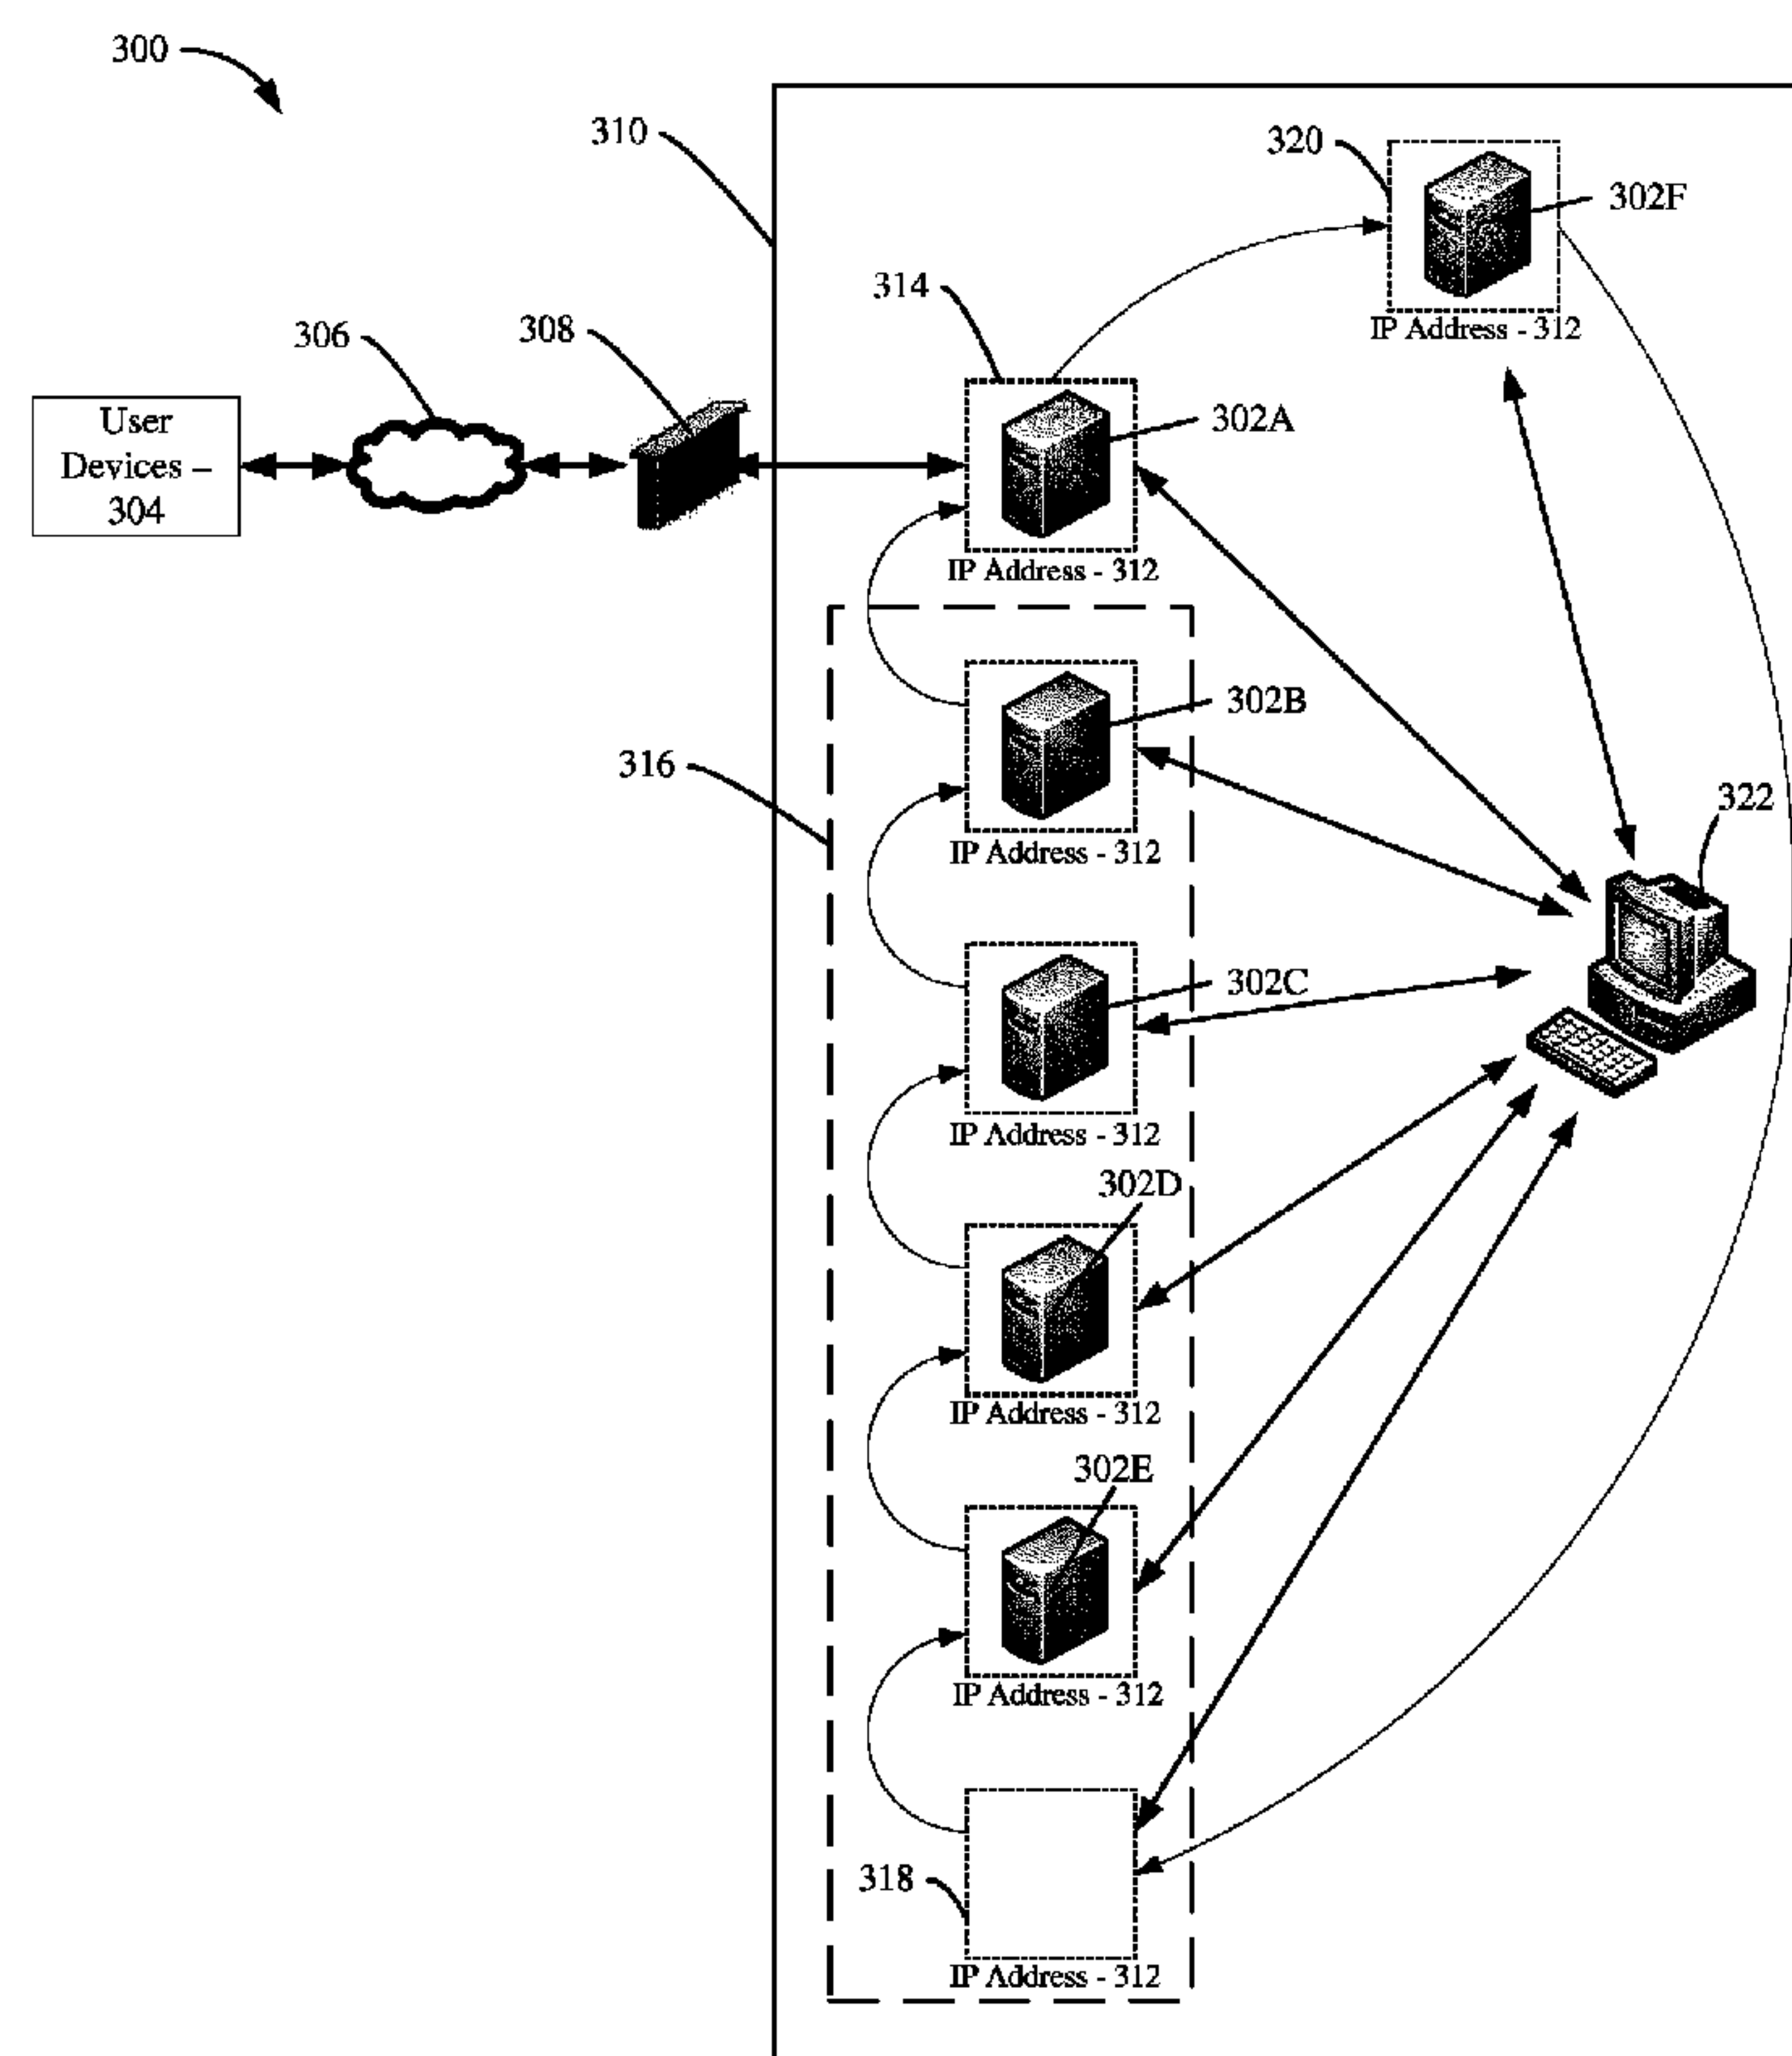 300
310
320
302F
314
IP Address - 312
306
308
302A
User
Devices –
304
IP Address - 312
302B
316
322
IP Address - 312
302C
IP Address - 312
302D
IP Address - 312
302E
IP Address - 312
318
IP Address - 312